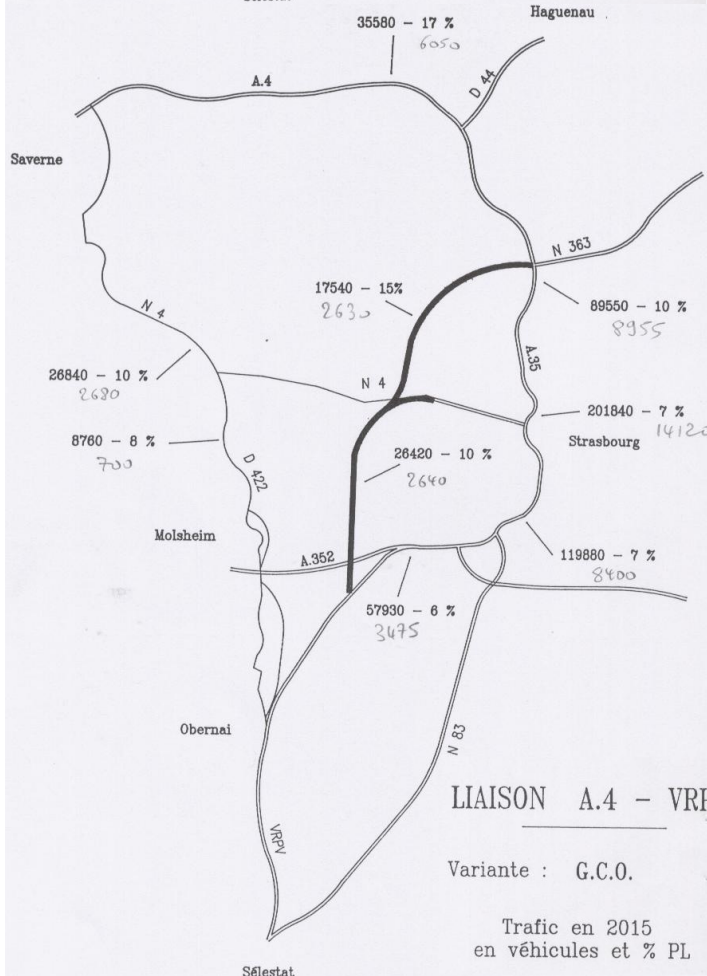 Haguenau
35580 - 17 %
6050
A.4
D 44
Saverne
N 363
17540 - 15%
2630
89550 - 10 %
8955
N 4
A.35
26840 - 10 %
2680
N 4
201840 - 7 %
14120
Strasbourg
8760 - 8 %
700
26420 - 10 %
2640
D 422
Molsheim
A.352
119880 - 7 %
8400
57930 - 6 %
3475
Obernai
N 83
VRPV
LIAISON A.4 - VRP
Variante : G.C.O.
Trafic en 2015
en véhicules et % PL
Sélestat